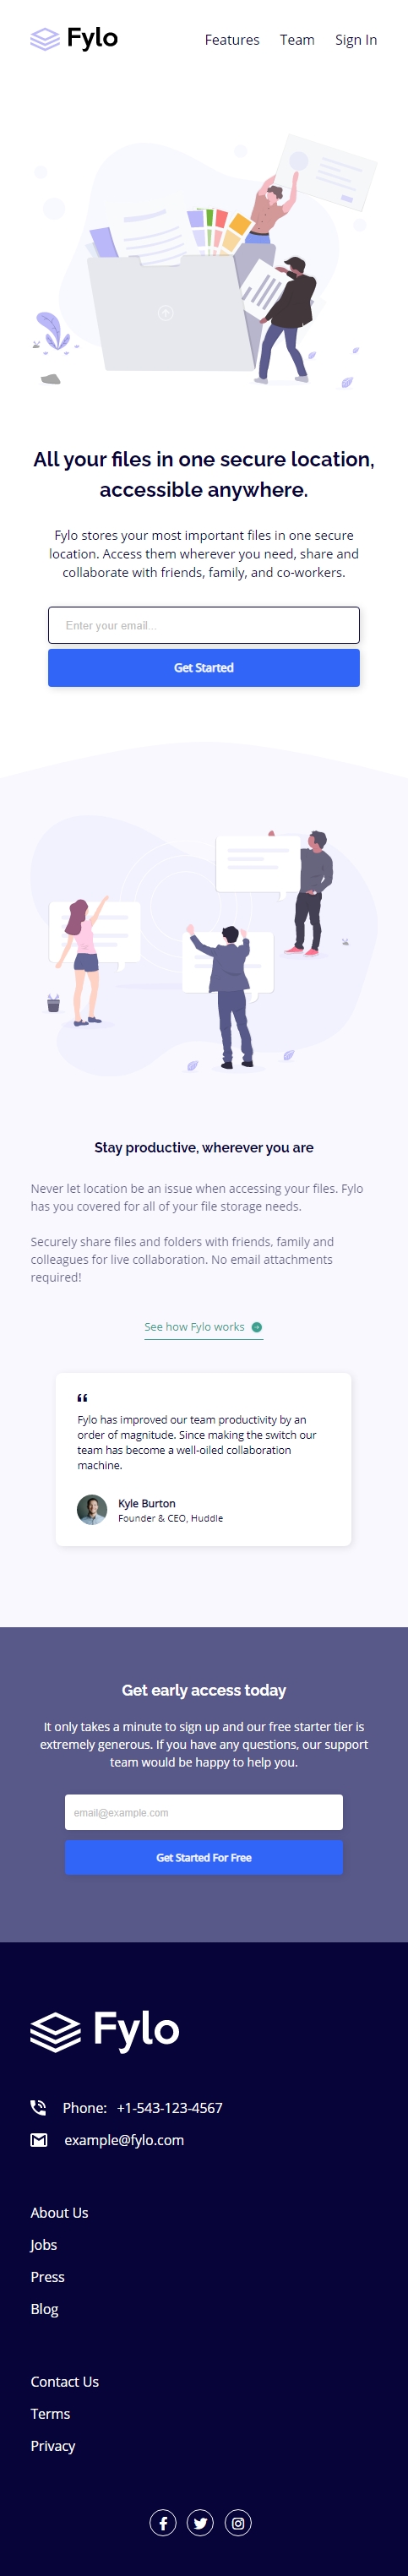 Fylo
Features Team Sign In
All your files in one secure location,
accessible anywhere.
Fylo stores your most important files in one secure
location. Access them wherever you need, share and
collaborate with friends, family, and co-workers.
Enter your email...
Get Started
Stay productive, wherever you are
Never let location be an issue when accessing your files. Fylo
has you covered for all of your file storage needs.
Securely share files and folders with friends, family and
colleagues for live collaboration. No email attachments
required!
See how Fylo works
“
Fylo has improved our team productivity by an
order of magnitude. Since making the switch our
team has become a well-oiled collaboration
machine.
Kyle Burton
Founder & CEO, Huddle
Get early access today
It only takes a minute to sign up and our free starter tier is
extremely generous. If you have any questions, our support
team would be happy to help you.
email@example.com
Get Started For Free
Fylo
Phone: +1-543-123-4567
example@fylo.com
About Us
Jobs
Press
Blog
Contact Us
Terms
Privacy